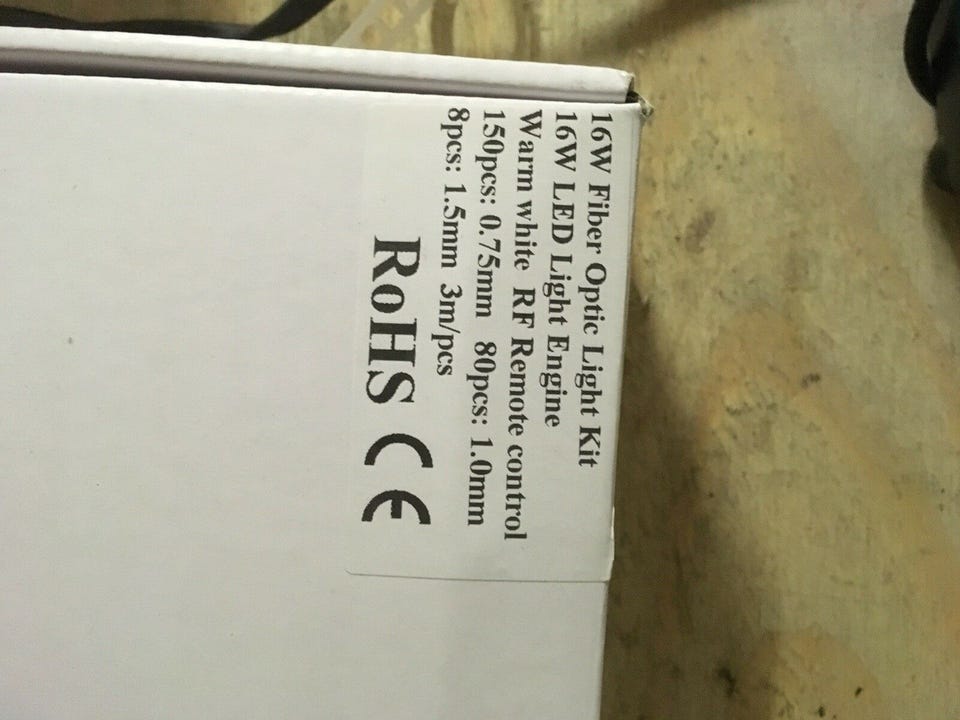 16W Fiber Optic Light Kit
16W LED Light Engine
Warm white RF Remote control
150pcs: 0.75mm 80pcs: 1.0mm
8pcs: 1.5mm 3m/pcs
RoHS CE